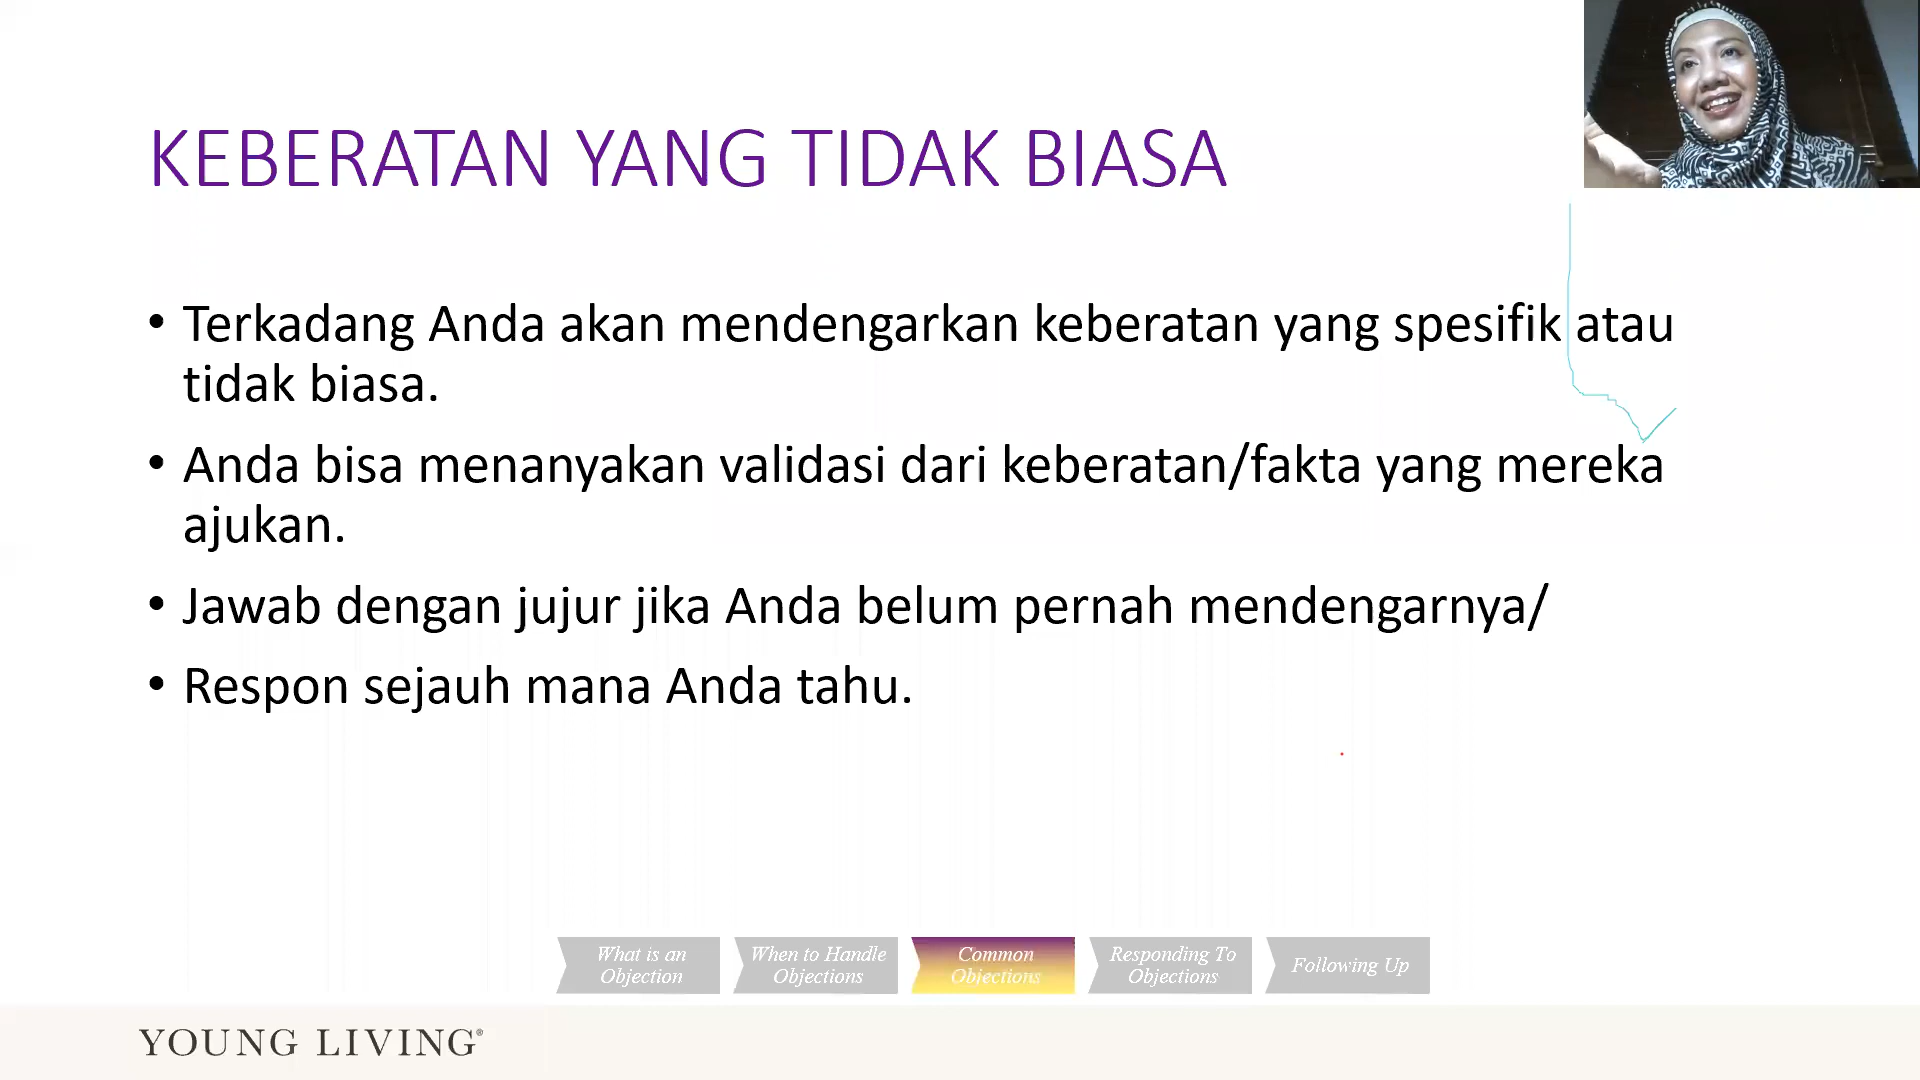 KEBERATAN YANG TIDAK BIASA
• Terkadang Anda akan mendengarkan keberatan yang spesifik atau
tidak biasa.
• Anda bisa menanyakan validasi dari keberatan/fakta yang mereka
ajukan.
• Jawab dengan jujur jika Anda belum pernah mendengarnya/
• Respon sejauh mana Anda tahu.
What is an
Objection
When to Handle
Objections
Common
Objections
Responding To
Objections
Following Up
YOUNG LIVING®